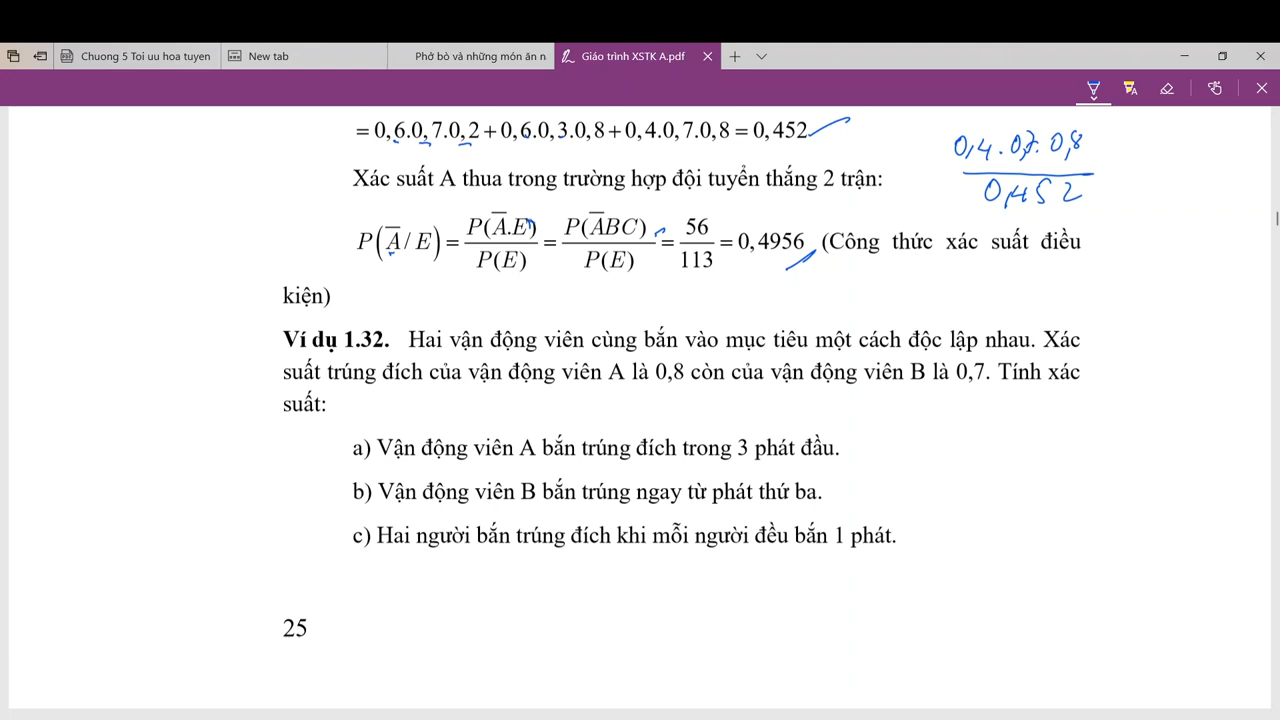 Chuong 5 Toi uu hoa tuyen
New tab
Phở bò và những món ăn n
Giáo trình XSTK A.pdf
= 0,6.0,7.0,2+0,6.0,3.0,8+0,4.0,7.0,8 = 0,452
0,4 . 0,7. 0,8
0,452
Xác suất A thua trong trường hợp đội tuyển thắng 2 trận:
P(A̅/E) = P(A̅.E)/P(E) = P(A̅BC)/P(E) = 56/113 = 0,4956 (Công thức xác suất điều
kiện)
Ví dụ 1.32. Hai vận động viên cùng bắn vào mục tiêu một cách độc lập nhau. Xác
suất trúng đích của vận động viên A là 0,8 còn của vận động viên B là 0,7. Tính xác
suất:
a) Vận động viên A bắn trúng đích trong 3 phát đầu.
b) Vận động viên B bắn trúng ngay từ phát thứ ba.
c) Hai người bắn trúng đích khi mỗi người đều bắn 1 phát.
25